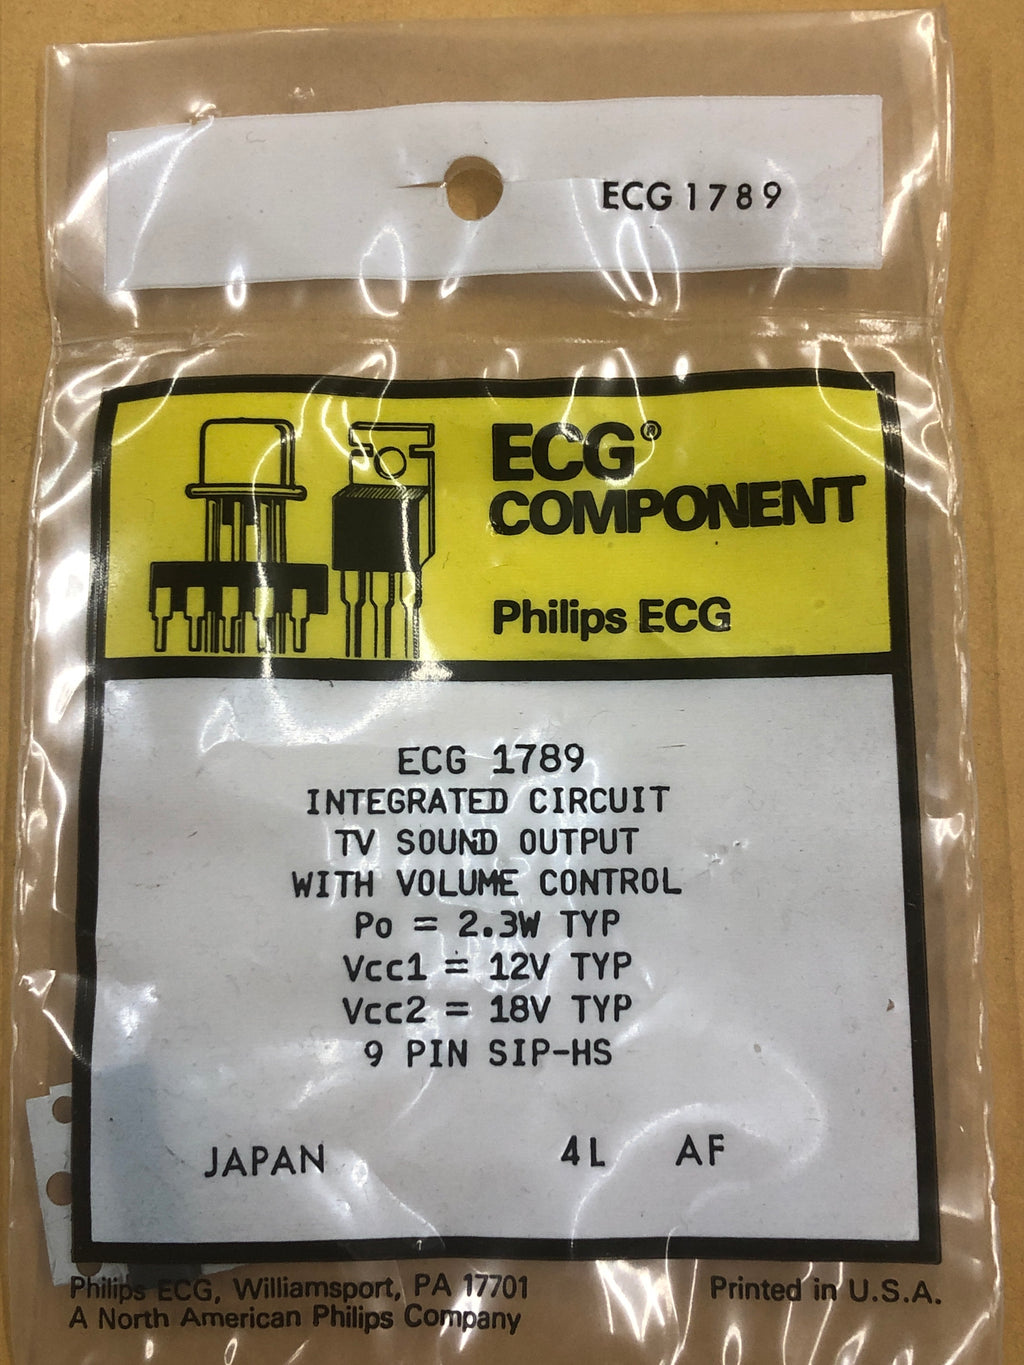 ECG 1789
ECG®
COMPONENT
Philips ECG
ECG 1789
INTEGRATED CIRCUIT
TV SOUND OUTPUT
WITH VOLUME CONTROL
Po = 2.3W TYP
Vcc1 = 12V TYP
Vcc2 = 18V TYP
9 PIN SIP-HS
JAPAN 4L AF
Philips ECG, Williamsport, PA 17701 Printed in U.S.A.
A North American Philips Company